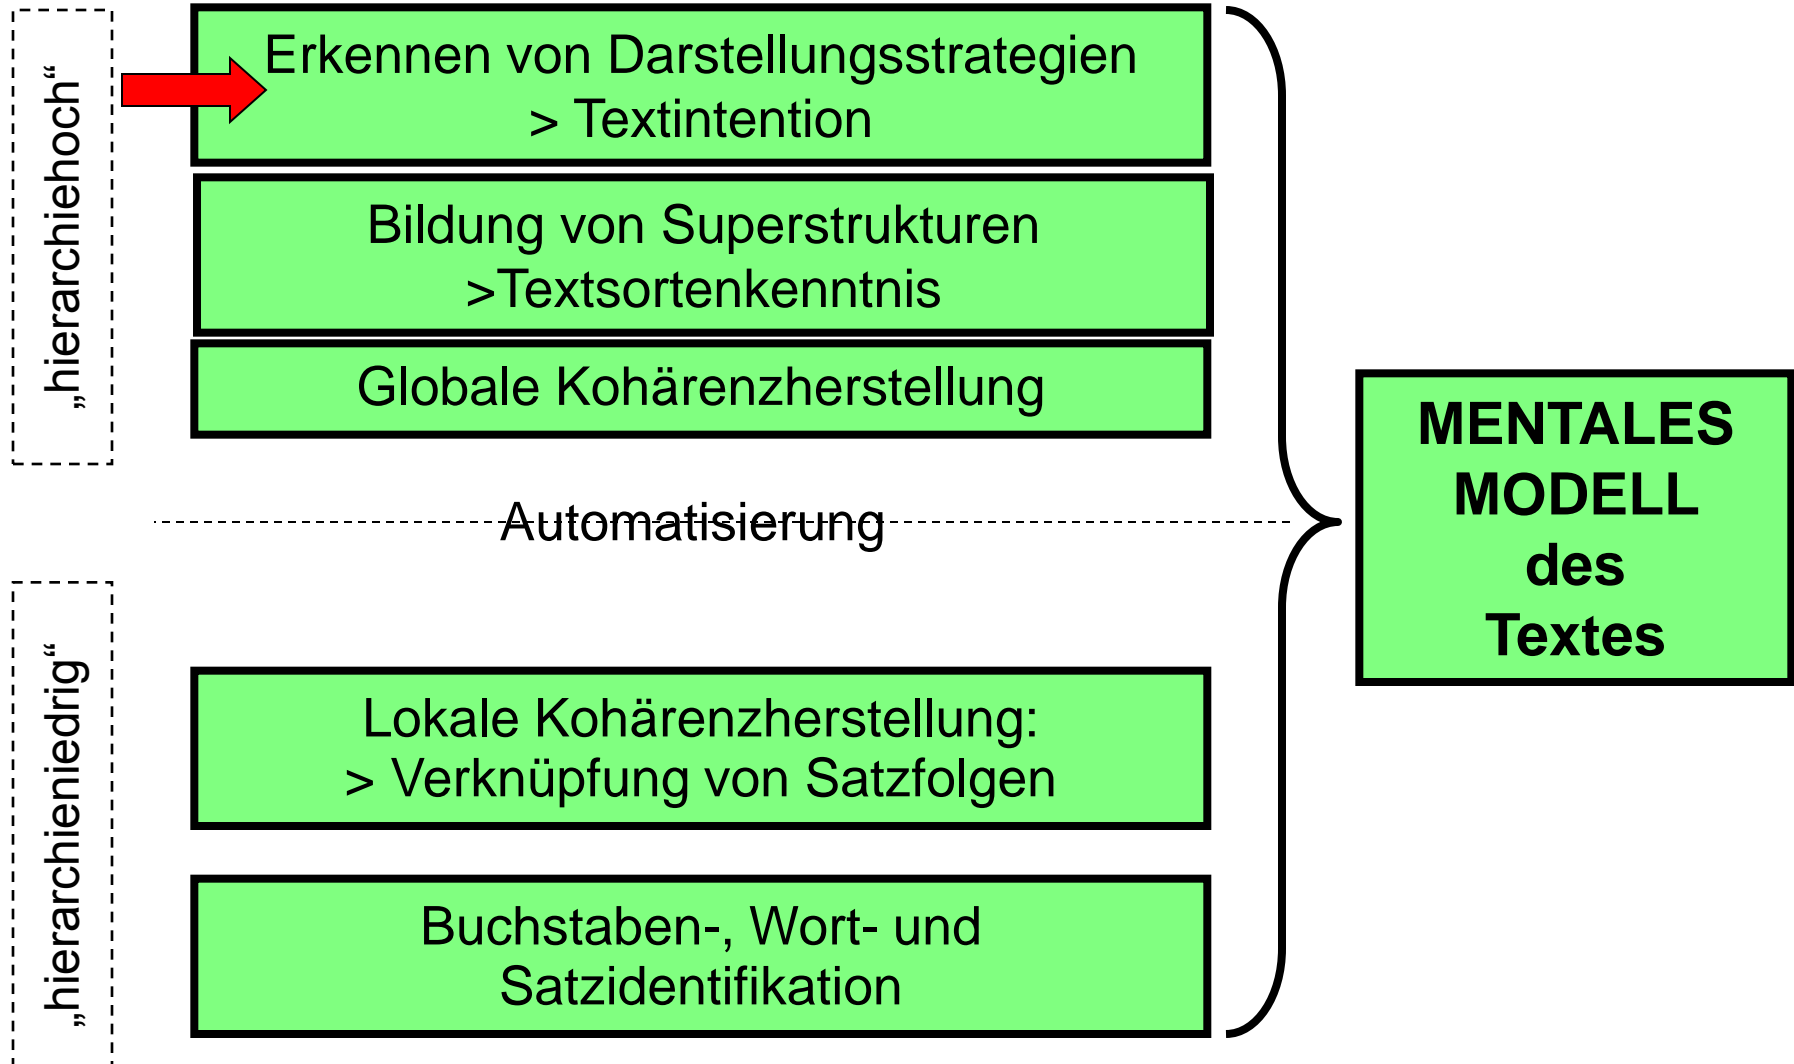 „hierarchiehoch“
Erkennen von Darstellungsstrategien
> Textintention
Bildung von Superstrukturen
>Textsortenkenntnis
Globale Kohärenzherstellung
Automatisierung
„hierarchieniedrig“
Lokale Kohärenzherstellung:
> Verknüpfung von Satzfolgen
Buchstaben-, Wort- und
Satzidentifikation
MENTALES
MODELL
des
Textes